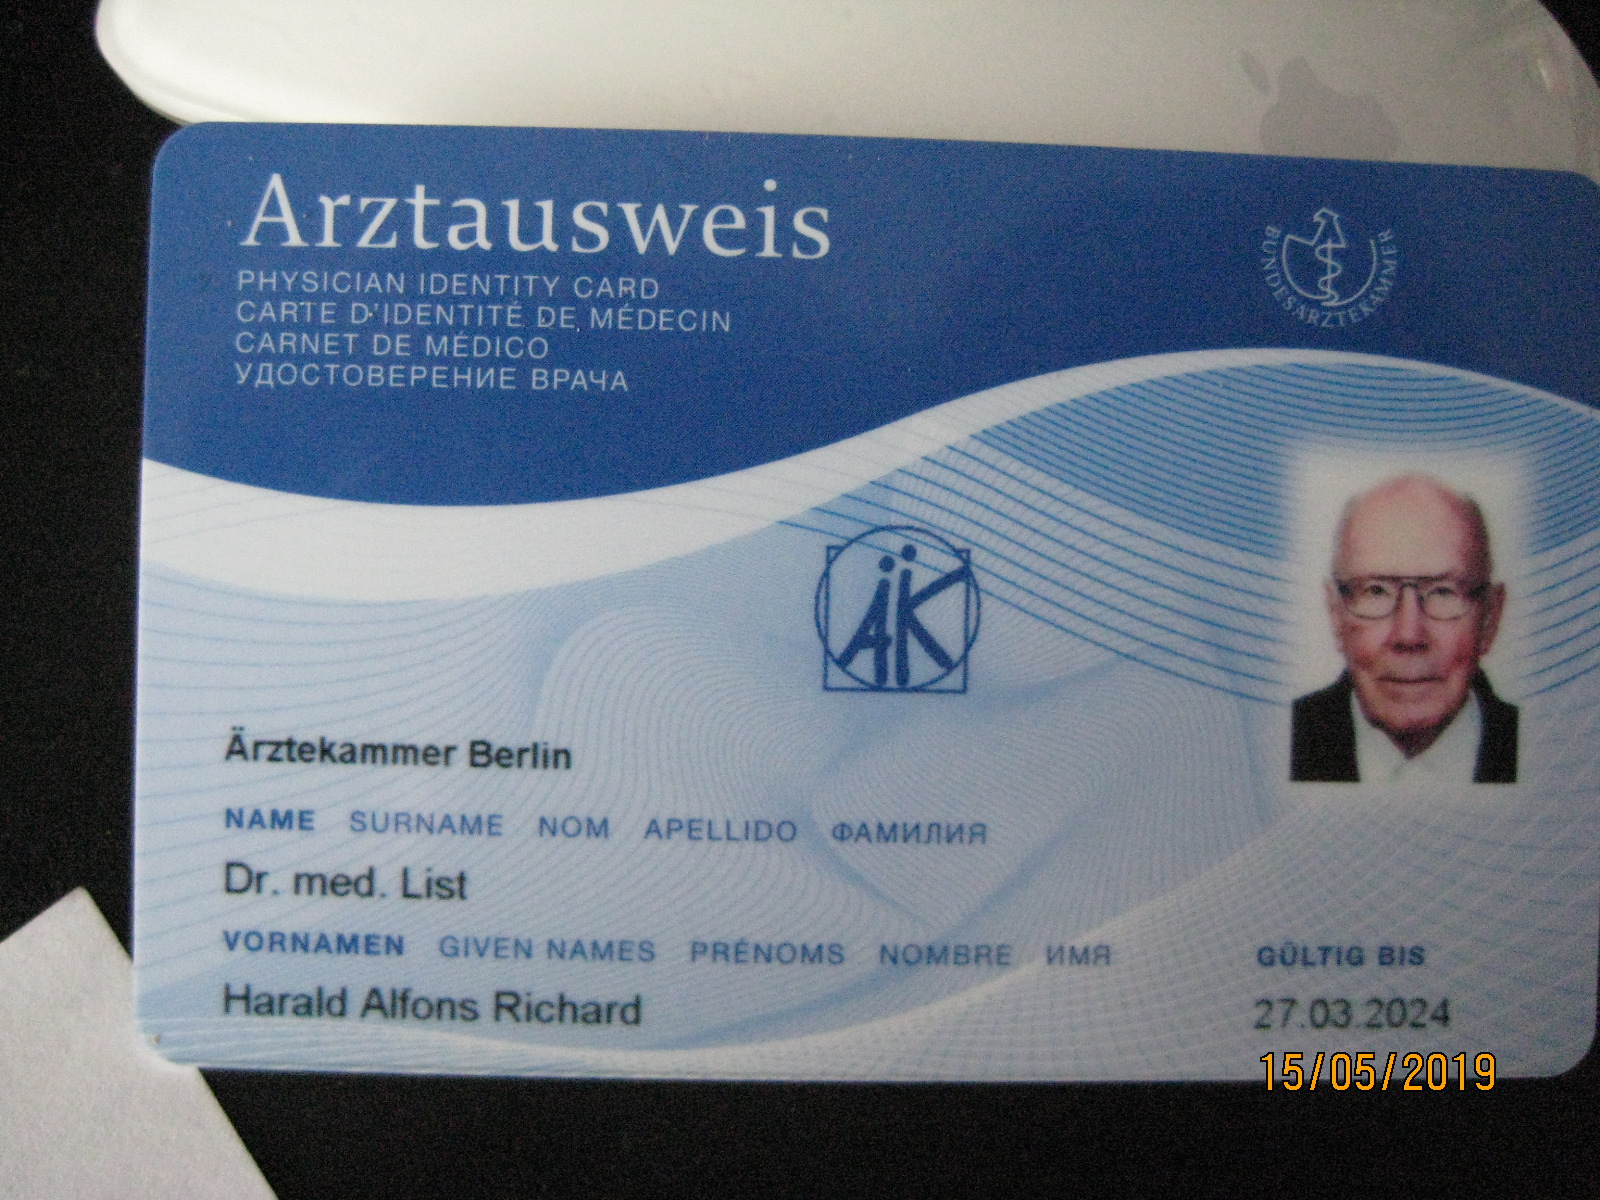 Arztausweis
PHYSICIAN IDENTITY CARD
CARTE D'IDENTITÉ DE MÉDECIN
CARNET DE MÉDICO
УДОСТОВЕРЕНИЕ ВРАЧА
BUNDESÄRZTEKAMMER
ÄK
Ärztekammer Berlin
NAME SURNAME NOM APELLIDO ФАМИЛИЯ
Dr. med. List
VORNAMEN GIVEN NAMES PRÉNOMS NOMBRE ИМЯ
Harald Alfons Richard
GÜLTIG BIS
27.03.2024
15/05/2019